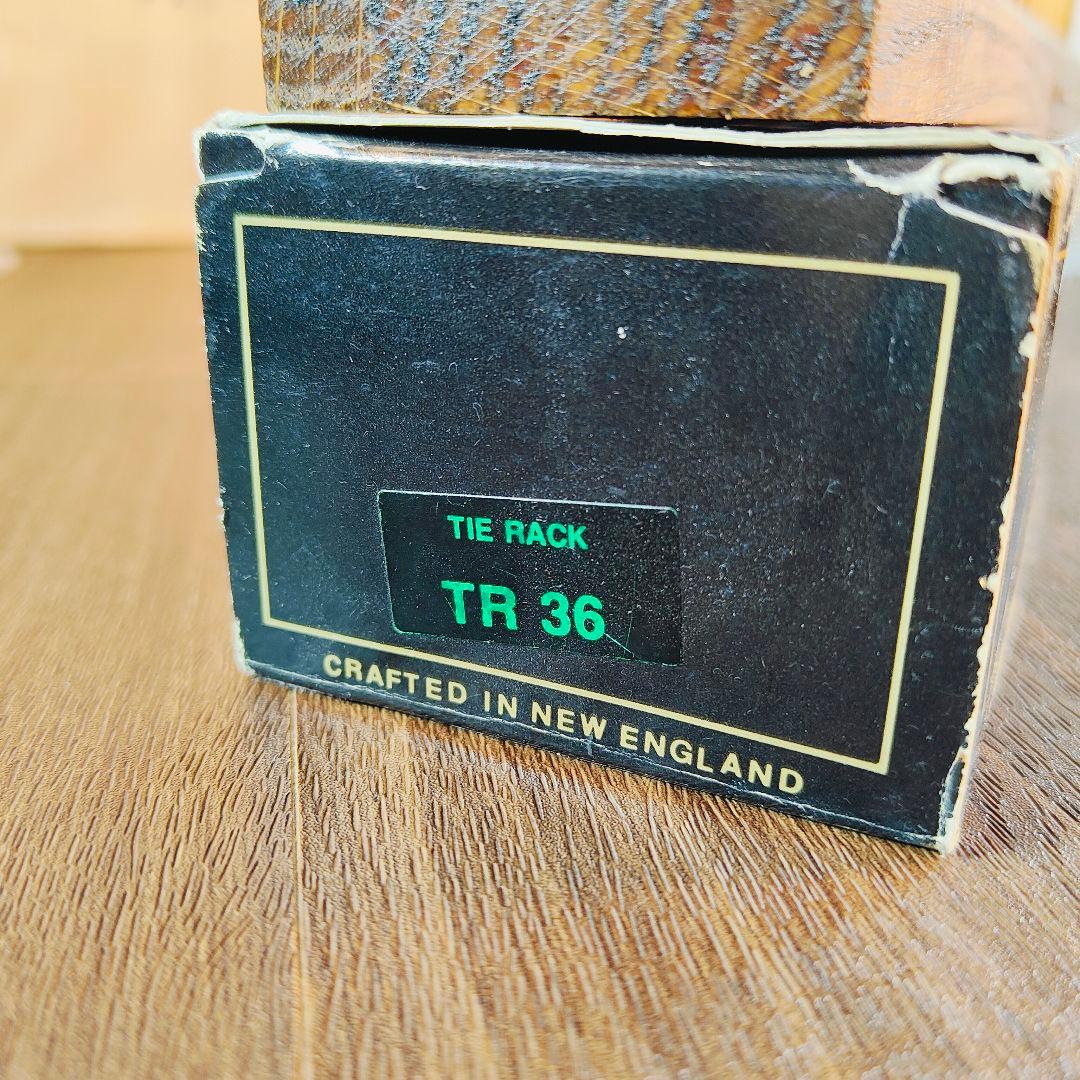 TIE RACK
TR 36
CRAFTED IN NEW ENGLAND